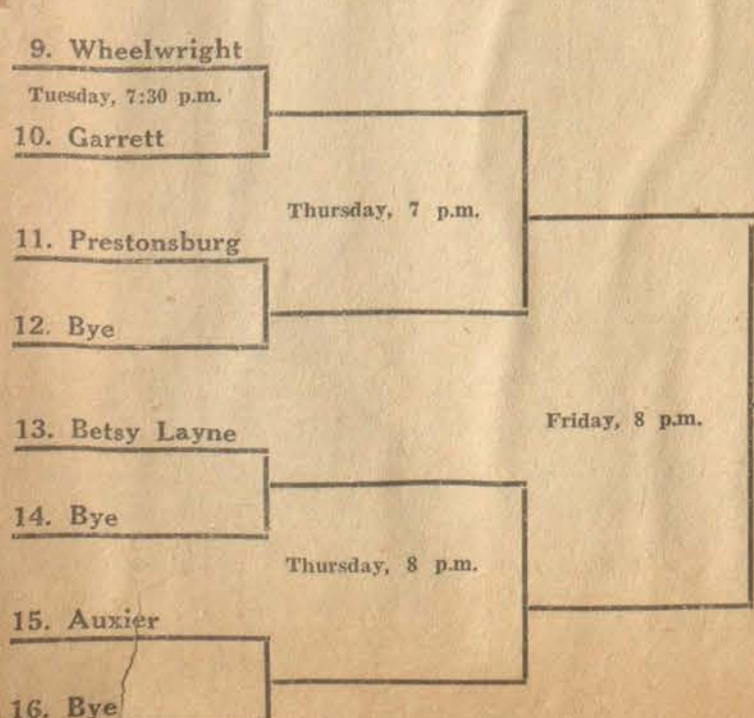 9. Wheelwright
Tuesday, 7:30 p.m.
10. Garrett
Thursday, 7 p.m.
11. Prestonsburg
12. Bye
Friday, 8 p.m.
13. Betsy Layne
14. Bye
Thursday, 8 p.m.
15. Auxier
16. Bye